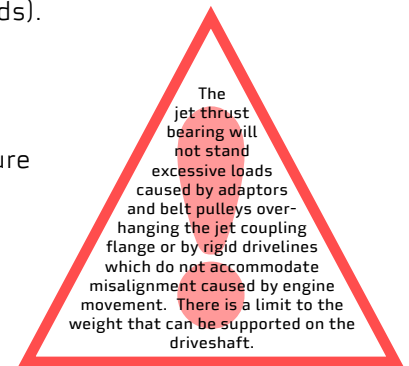 ds).
The
jet thrust
bearing will
ure
not stand
excessive loads
caused by adaptors
and belt pulleys over-
hanging the jet coupling
flange or by rigid drivelines
which do not accommodate
misalignment caused by engine
movement.  There is a limit to the
weight that can be supported on the
driveshaft.